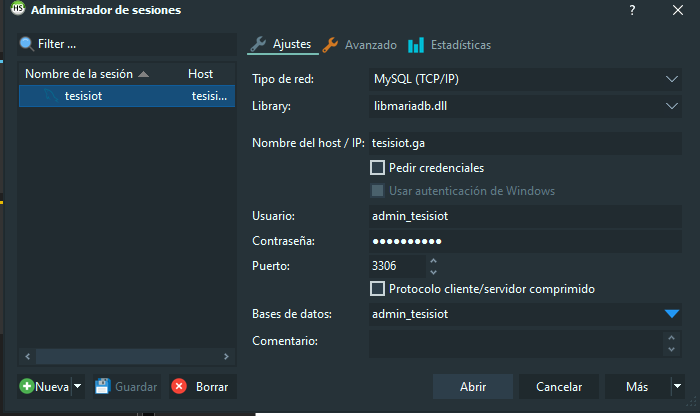 HS Administrador de sesiones ? ×
Filter ...
Nombre de la sesión Host
tesisiot tesisi...
Ajustes Avanzado Estadísticas
Tipo de red: MySQL (TCP/IP)
Library: libmariadb.dll
Nombre del host / IP: tesisiot.ga
Pedir credenciales
Usar autenticación de Windows
Usuario: admin_tesisiot
Contraseña: ●●●●●●●●●●
Puerto: 3306
Protocolo cliente/servidor comprimido
Bases de datos: admin_tesisiot
Comentario:
Nueva Guardar Borrar Abrir Cancelar Más